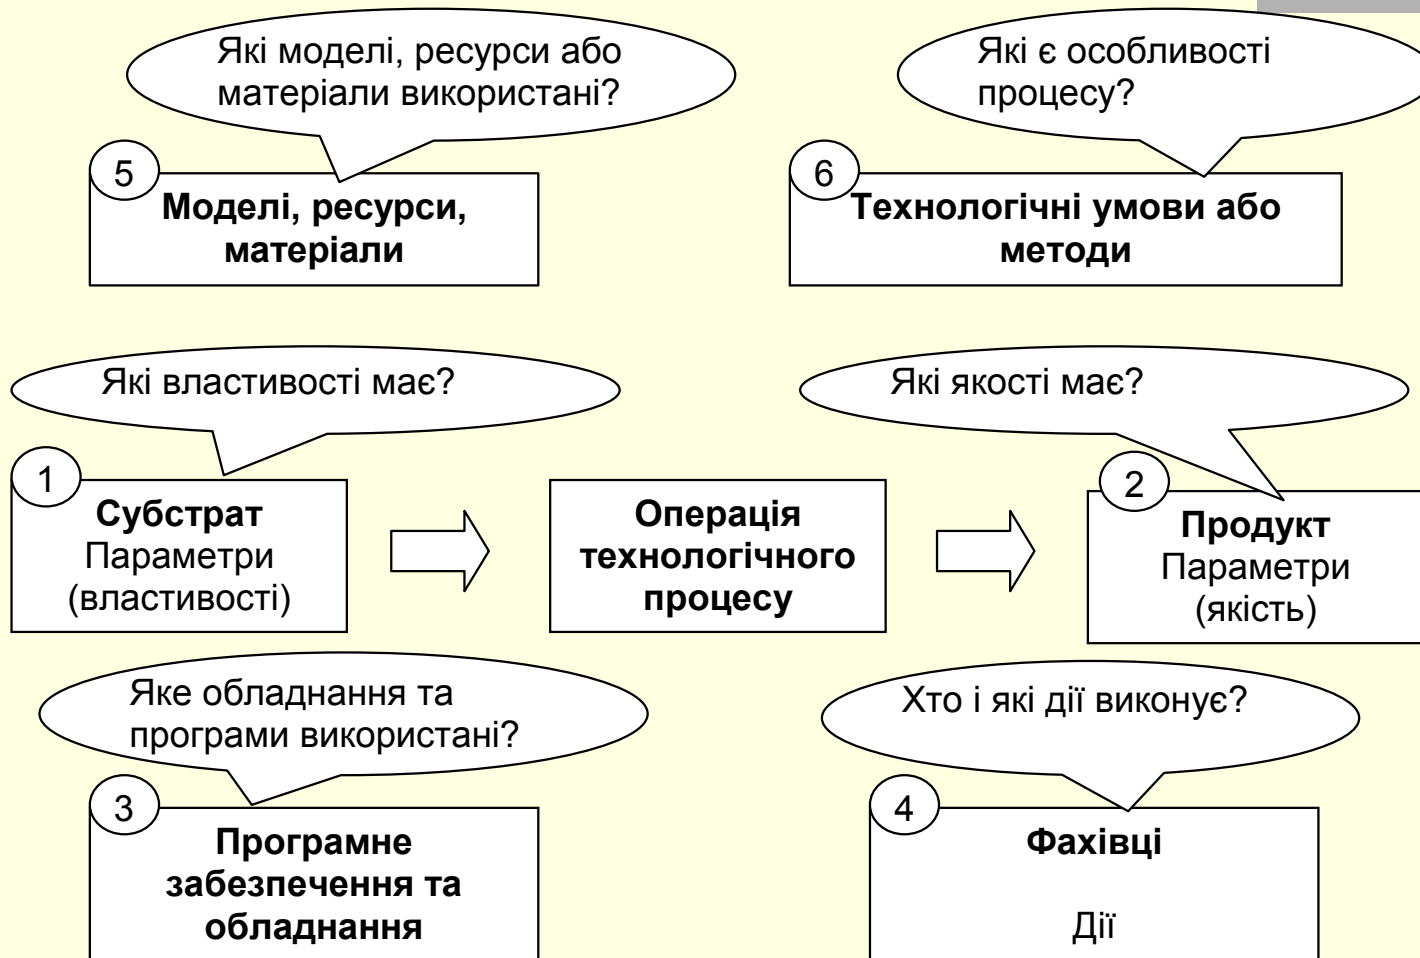 Які моделі, ресурси або
матеріали використані?
Які є особливості
процесу?
5
Моделі, ресурси,
матеріали
6
Технологічні умови або
методи
Які властивості має?
Які якості має?
1
Субстрат
Параметри
(властивості)
Операція
технологічного
процесу
2
Продукт
Параметри
(якість)
Яке обладнання та
програми використані?
Хто і які дії виконує?
3
Програмне
забезпечення та
обладнання
4
Фахівці
Дії